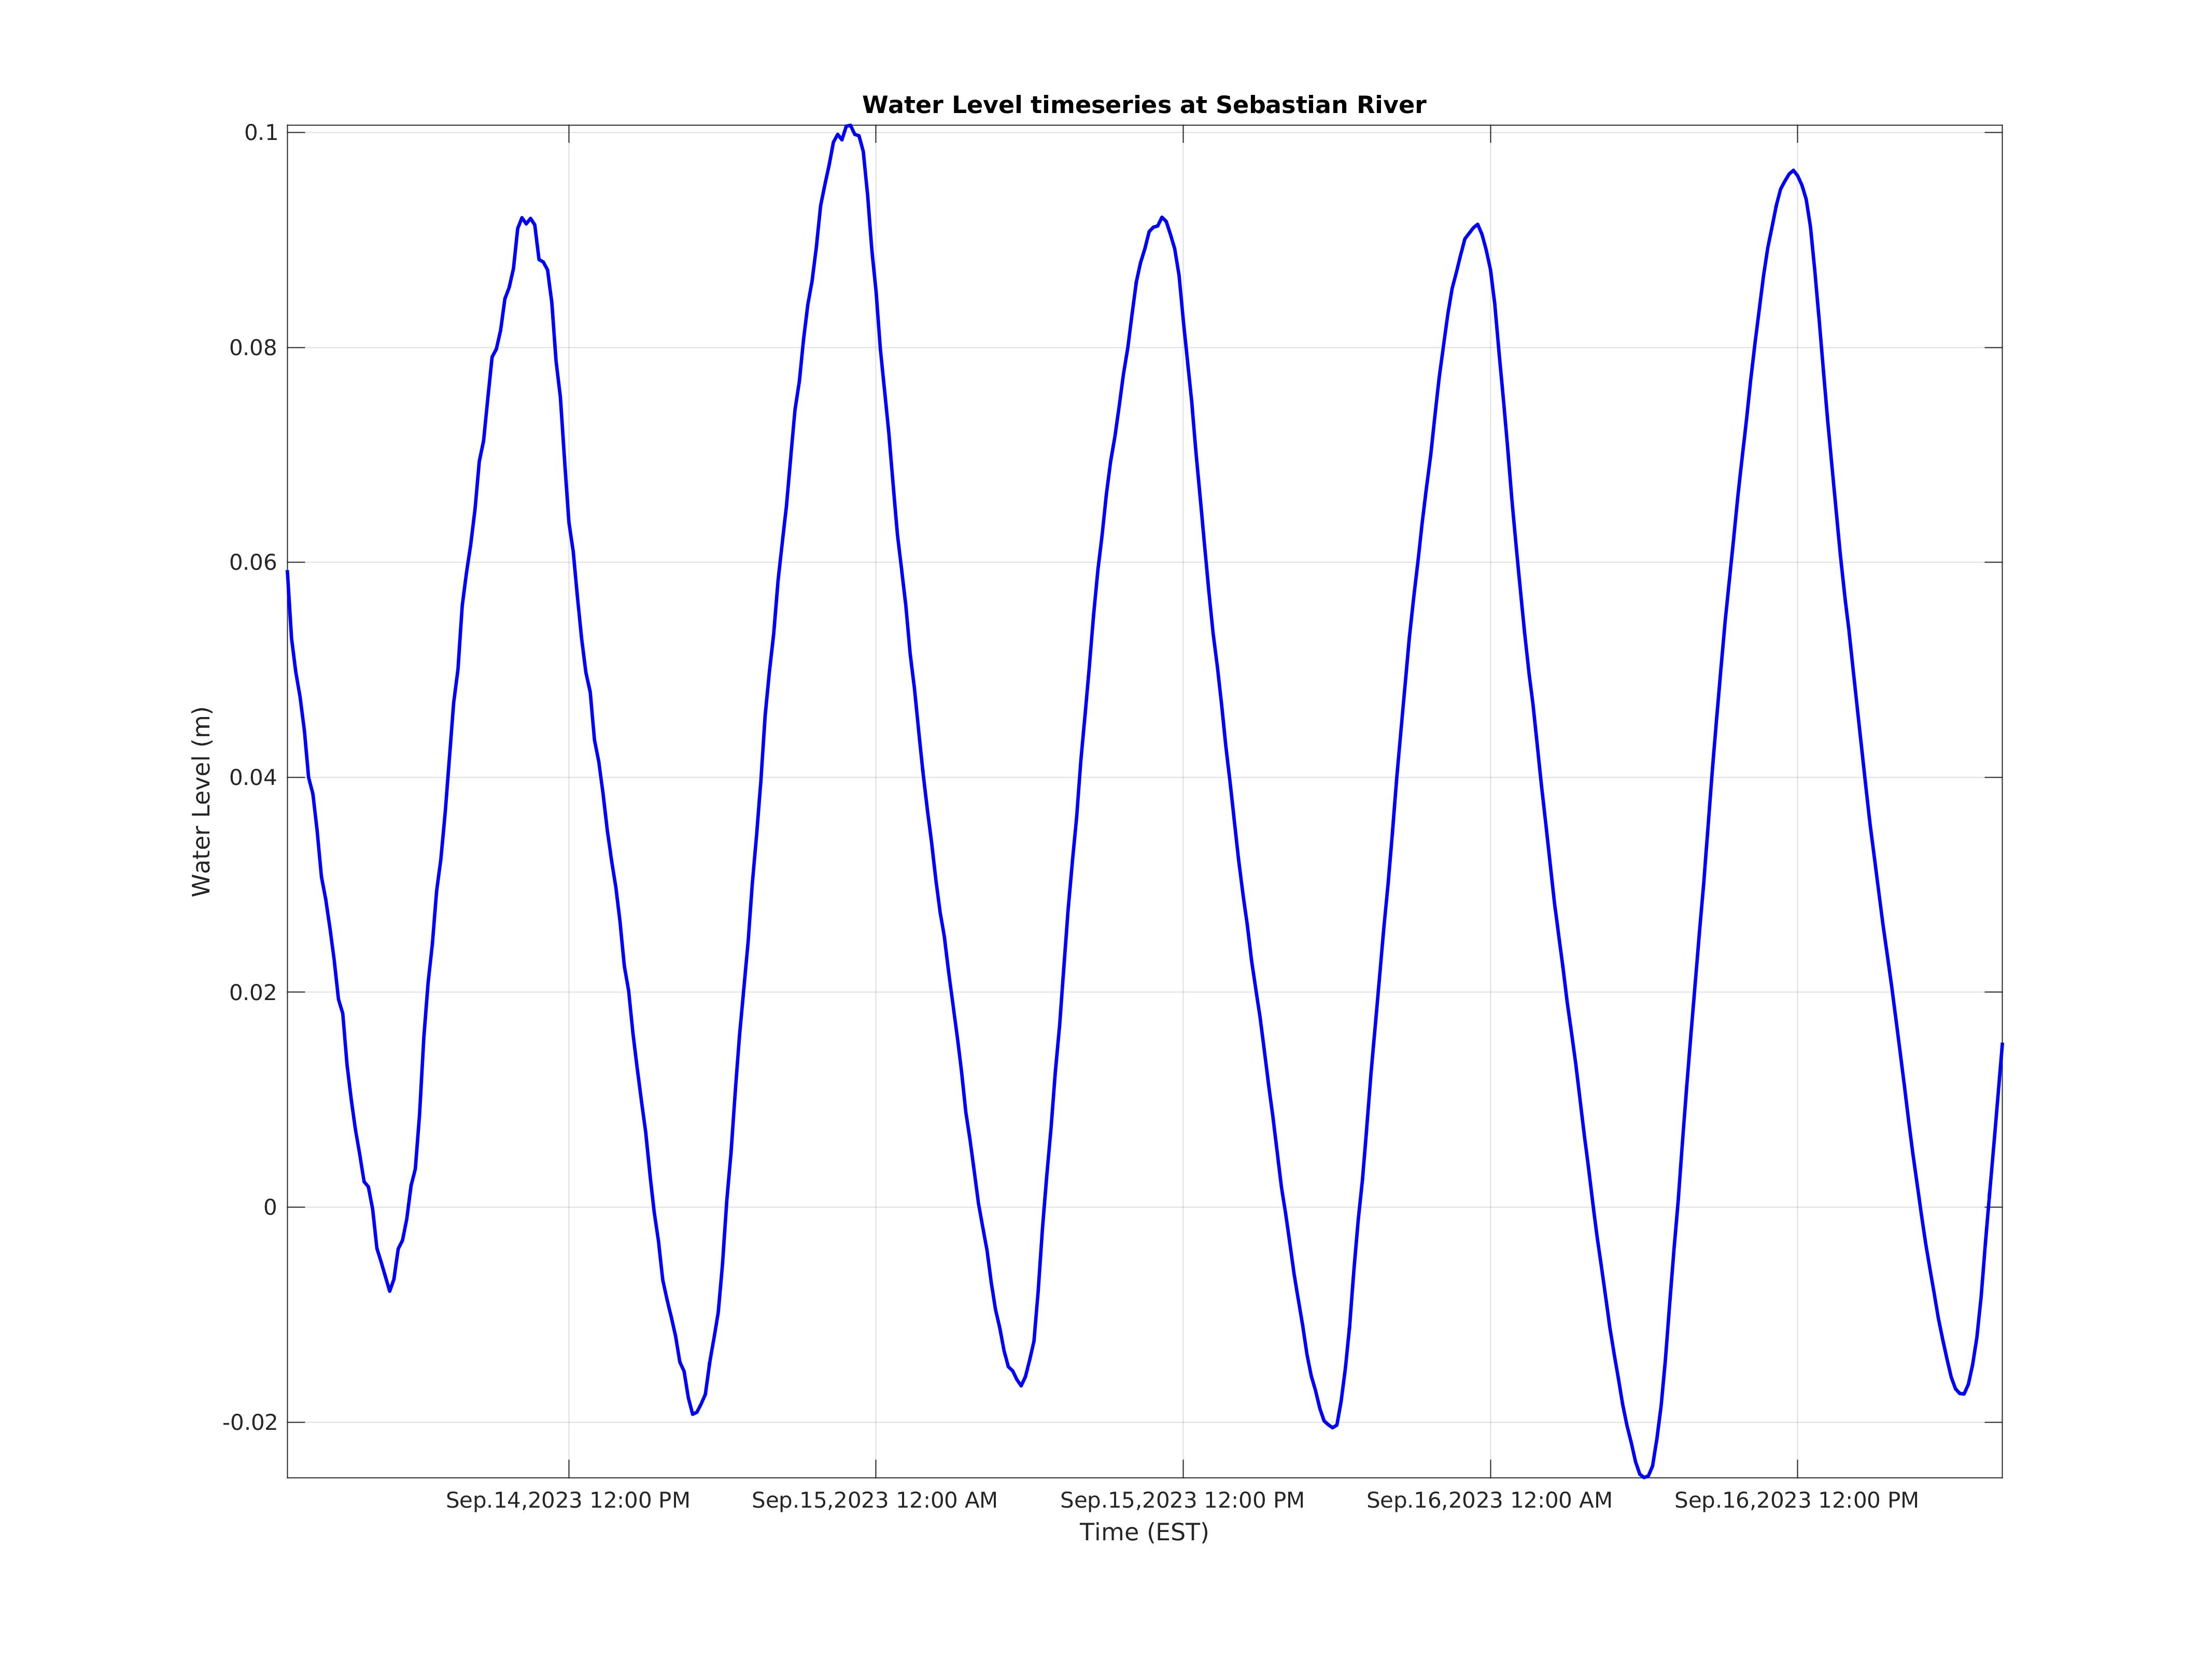 Water Level timeseries at Sebastian River
0.1
0.08
0.06
0.04
0.02
0
-0.02
Water Level (m)
Sep.14,2023 12:00 PM
Sep.15,2023 12:00 AM
Sep.15,2023 12:00 PM
Sep.16,2023 12:00 AM
Sep.16,2023 12:00 PM
Time (EST)